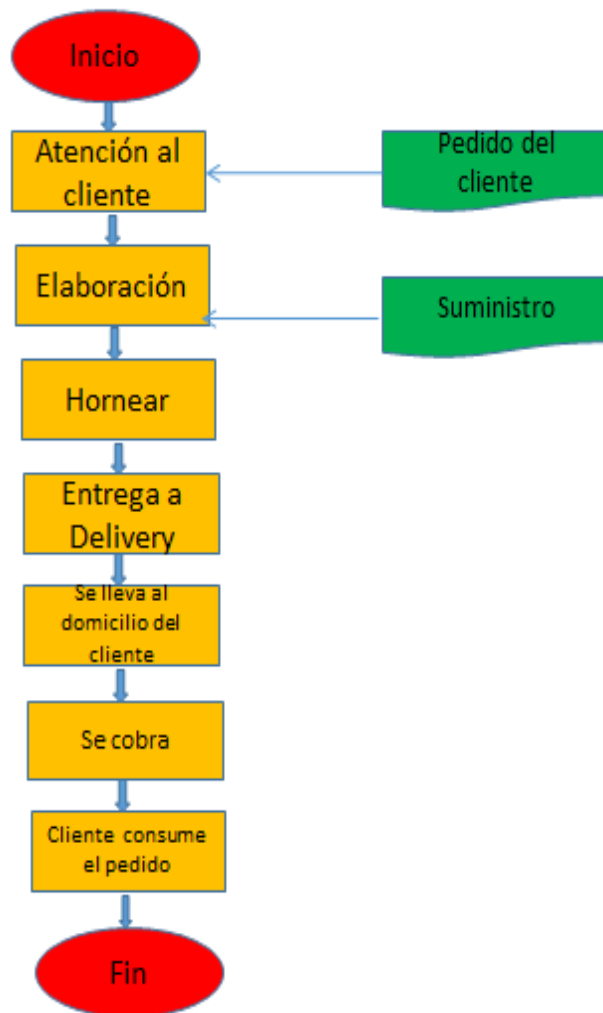 Inicio
Atención al
cliente
Pedido del
cliente
Elaboración
Suministro
Hornear
Entrega a
Delivery
Se lleva al
domicilio del
cliente
Se cobra
Cliente consume
el pedido
Fin